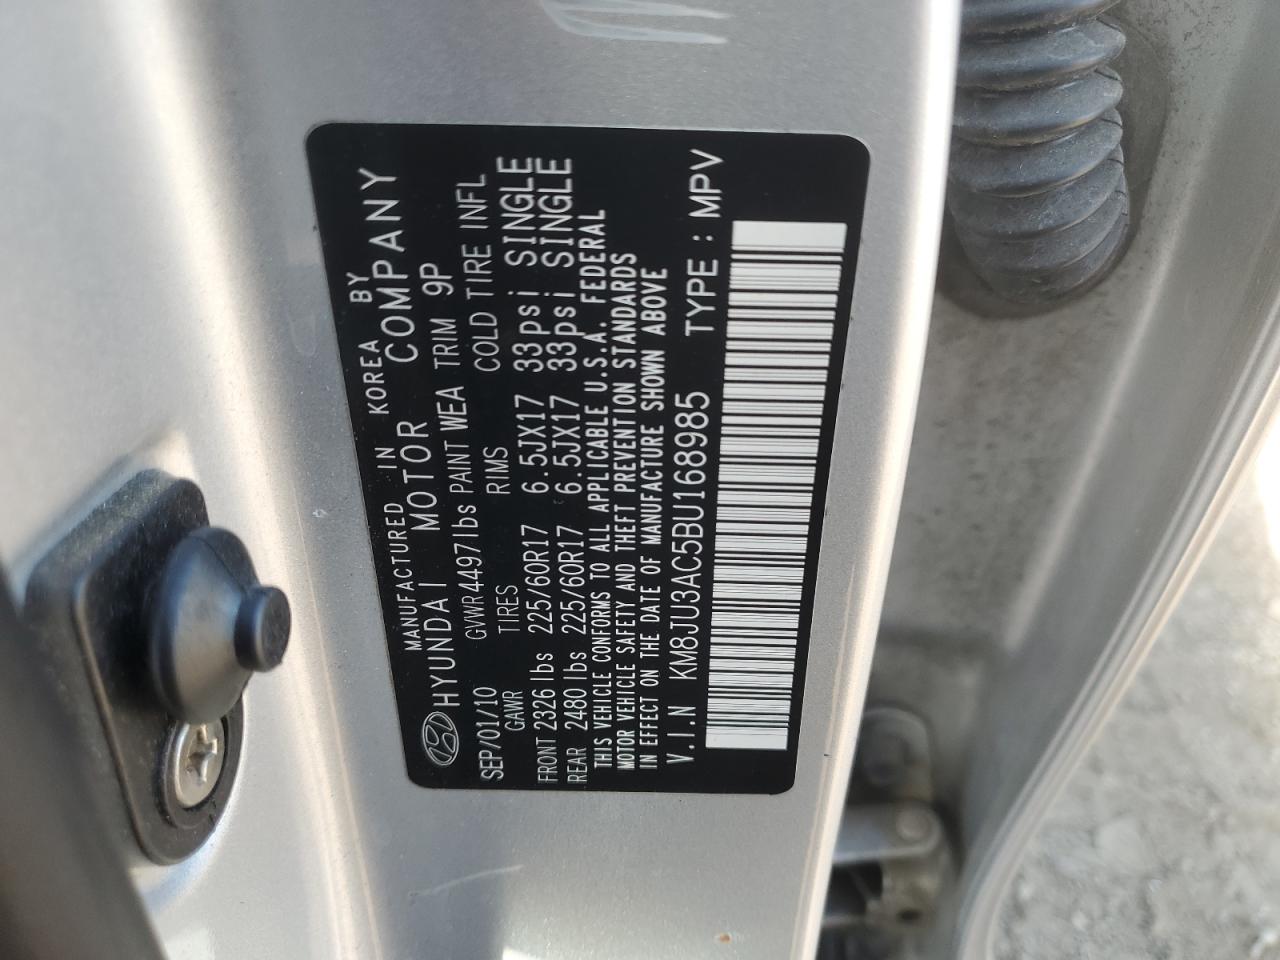 MANUFACTURED IN KOREA BY
HYUNDAI MOTOR COMPANY
SEP/01/10 GVWR 4497lbs PAINT WEA TRIM 9P
GAWR TIRES RIMS COLD TIRE INFL
FRONT 2326 lbs 225/60R17 6.5JX17 33psi SINGLE
REAR 2480 lbs 225/60R17 6.5JX17 33psi SINGLE
THIS VEHICLE CONFORMS TO ALL APPLICABLE U.S.A. FEDERAL
MOTOR VEHICLE SAFETY AND THEFT PREVENTION STANDARDS
IN EFFECT ON THE DATE OF MANUFACTURE SHOWN ABOVE
V.I.N KM8JU3AC5BU168985 TYPE : MPV